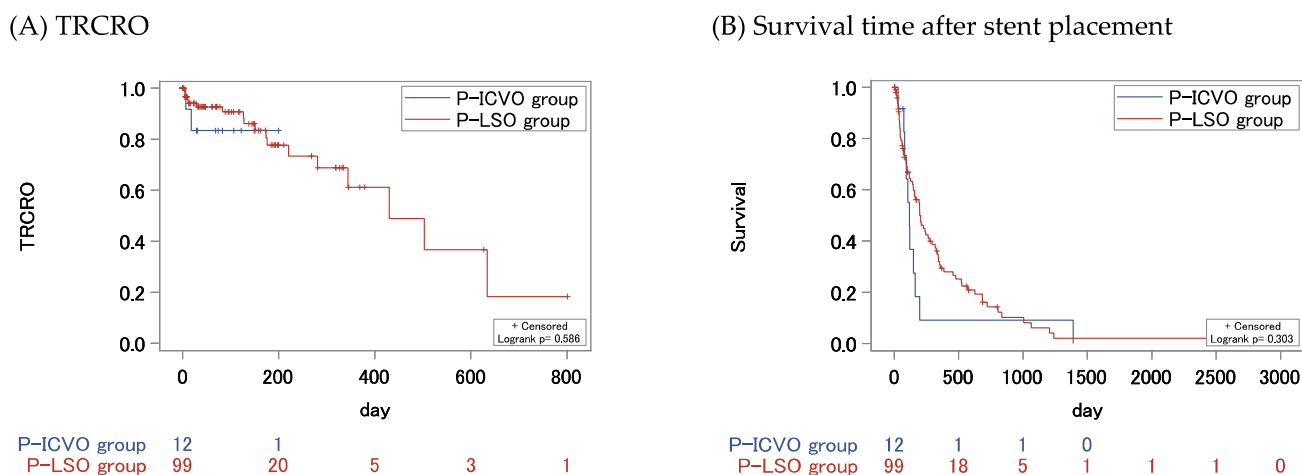 (A) TRCRO
(B) Survival time after stent placement
1.0
0.8
0.6
0.4
0.2
0.0
TRCRO
P-ICVO group
P-LSO group
+ Censored
Logrank p= 0.586
0 200 400 600 800
day
P-ICVO group 12 1
P-LSO group 99 20 5 3 1
1.0
0.8
0.6
0.4
0.2
0.0
Survival
P-ICVO group
P-LSO group
+ Censored
Logrank p= 0.303
0 500 1000 1500 2000 2500 3000
day
P-ICVO group 12 1 1 0
P-LSO group 99 18 5 1 1 1 0